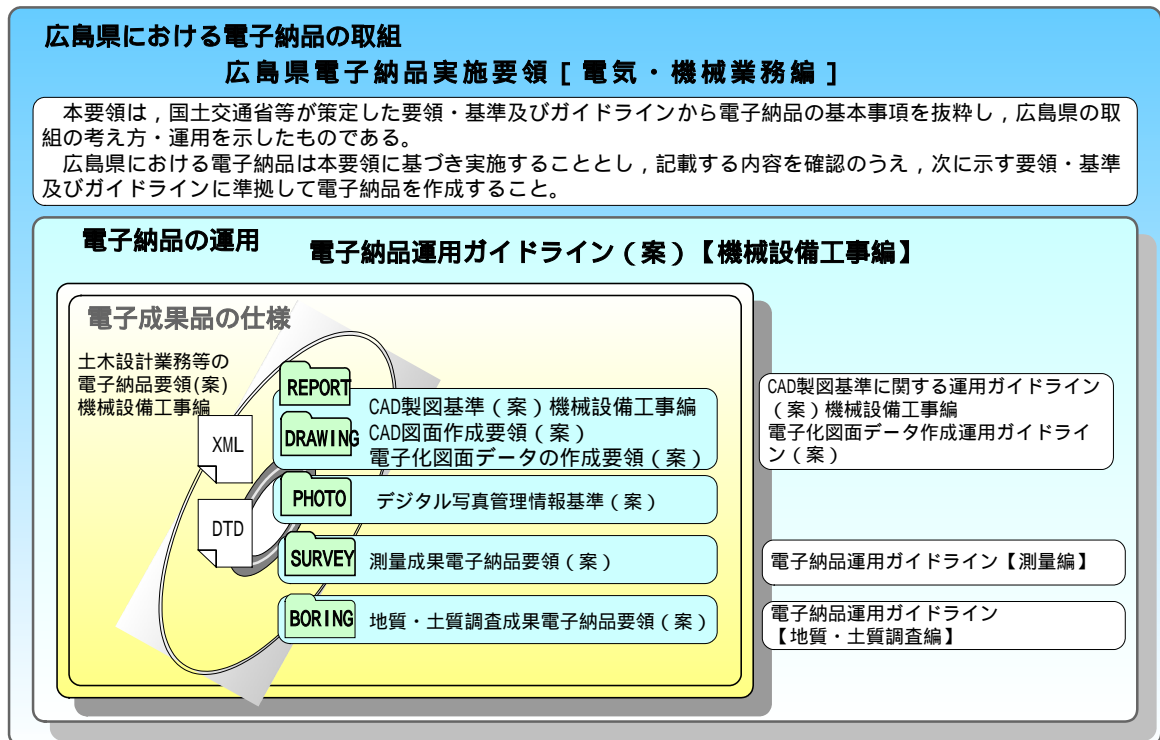 広島県における電子納品の取組
広島県電子納品実施要領［電気・機械業務編］
本要領は，国土交通省等が策定した要領・基準及びガイドラインから電子納品の基本事項を抜粋し，広島県の取
組の考え方・運用を示したものである。
広島県における電子納品は本要領に基づき実施することとし，記載する内容を確認のうえ，次に示す要領・基準
及びガイドラインに準拠して電子納品を作成すること。
電子納品の運用
電子納品運用ガイドライン（案）【機械設備工事編】
電子成果品の仕様
土木設計業務等の
電子納品要領(案)
機械設備工事編
XML
DTD
REPORT
DRAWING
CAD製図基準（案）機械設備工事編
CAD図面作成要領（案）
電子化図面データの作成要領（案）
CAD製図基準に関する運用ガイドライン
（案）機械設備工事編
電子化図面データ作成運用ガイドライ
ン（案）
PHOTO
デジタル写真管理情報基準（案）
SURVEY
測量成果電子納品要領（案）
電子納品運用ガイドライン【測量編】
BORING
地質・土質調査成果電子納品要領（案）
電子納品運用ガイドライン
【地質・土質調査編】